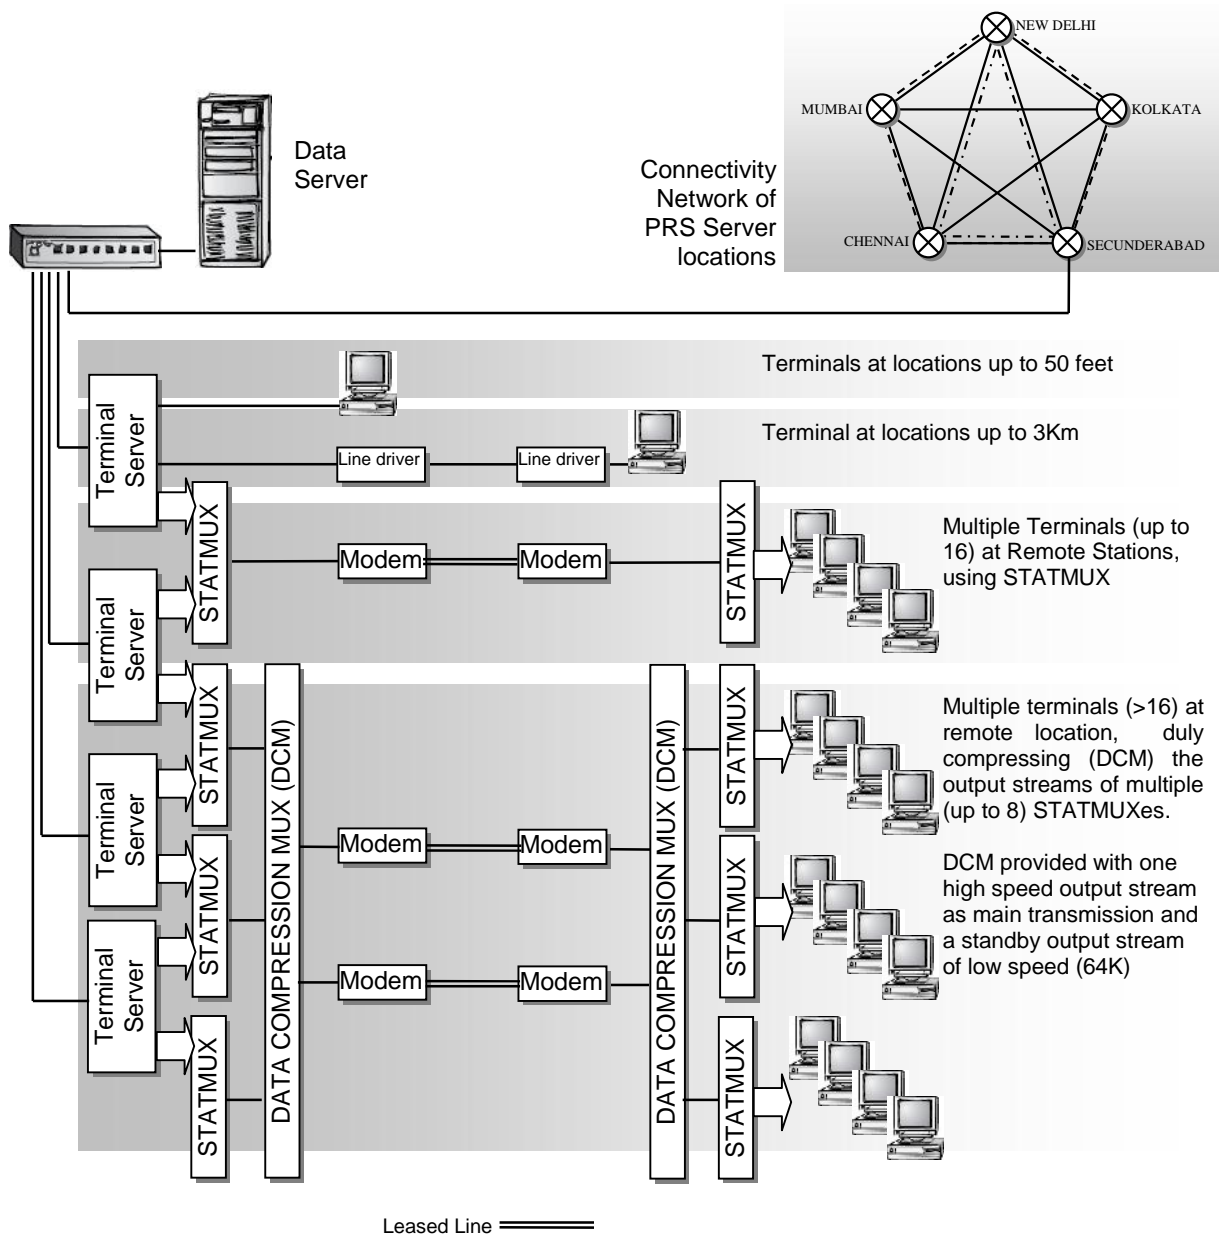 NEW DELHI
MUMBAI
KOLKATA
CHENNAI
SECUNDERABAD
Data
Server
Connectivity
Network of
PRS Server
locations
Terminals at locations up to 50 feet
Terminal
Server
Terminal at locations up to 3Km
Line driver
Line driver
STATMUX
Modem
Modem
STATMUX
Multiple Terminals (up to
16) at Remote Stations,
using STATMUX
Terminal
Server
STATMUX
DATA COMPRESSION MUX (DCM)
DATA COMPRESSION MUX (DCM)
STATMUX
Multiple terminals (>16) at
remote location, duly
compressing (DCM) the
output streams of multiple
(up to 8) STATMUXes.
Terminal
Server
STATMUX
Modem
Modem
STATMUX
DCM provided with one
high speed output stream
as main transmission and
a standby output stream
of low speed (64K)
Terminal
Server
Modem
Modem
STATMUX
STATMUX
Leased Line